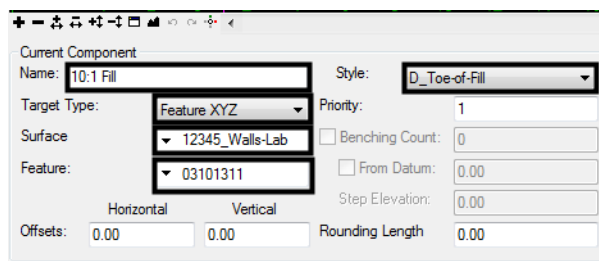 Current Component
Name: 10:1 Fill Style: D_Toe-of-Fill
Target Type: Feature XYZ Priority: 1
Surface 12345_Walls-Lab Benching Count: 0
Feature: 03101311 From Datum: 0.00
Step Elevation: 0.00
Horizontal Vertical
Offsets: 0.00 0.00 Rounding Length 0.00